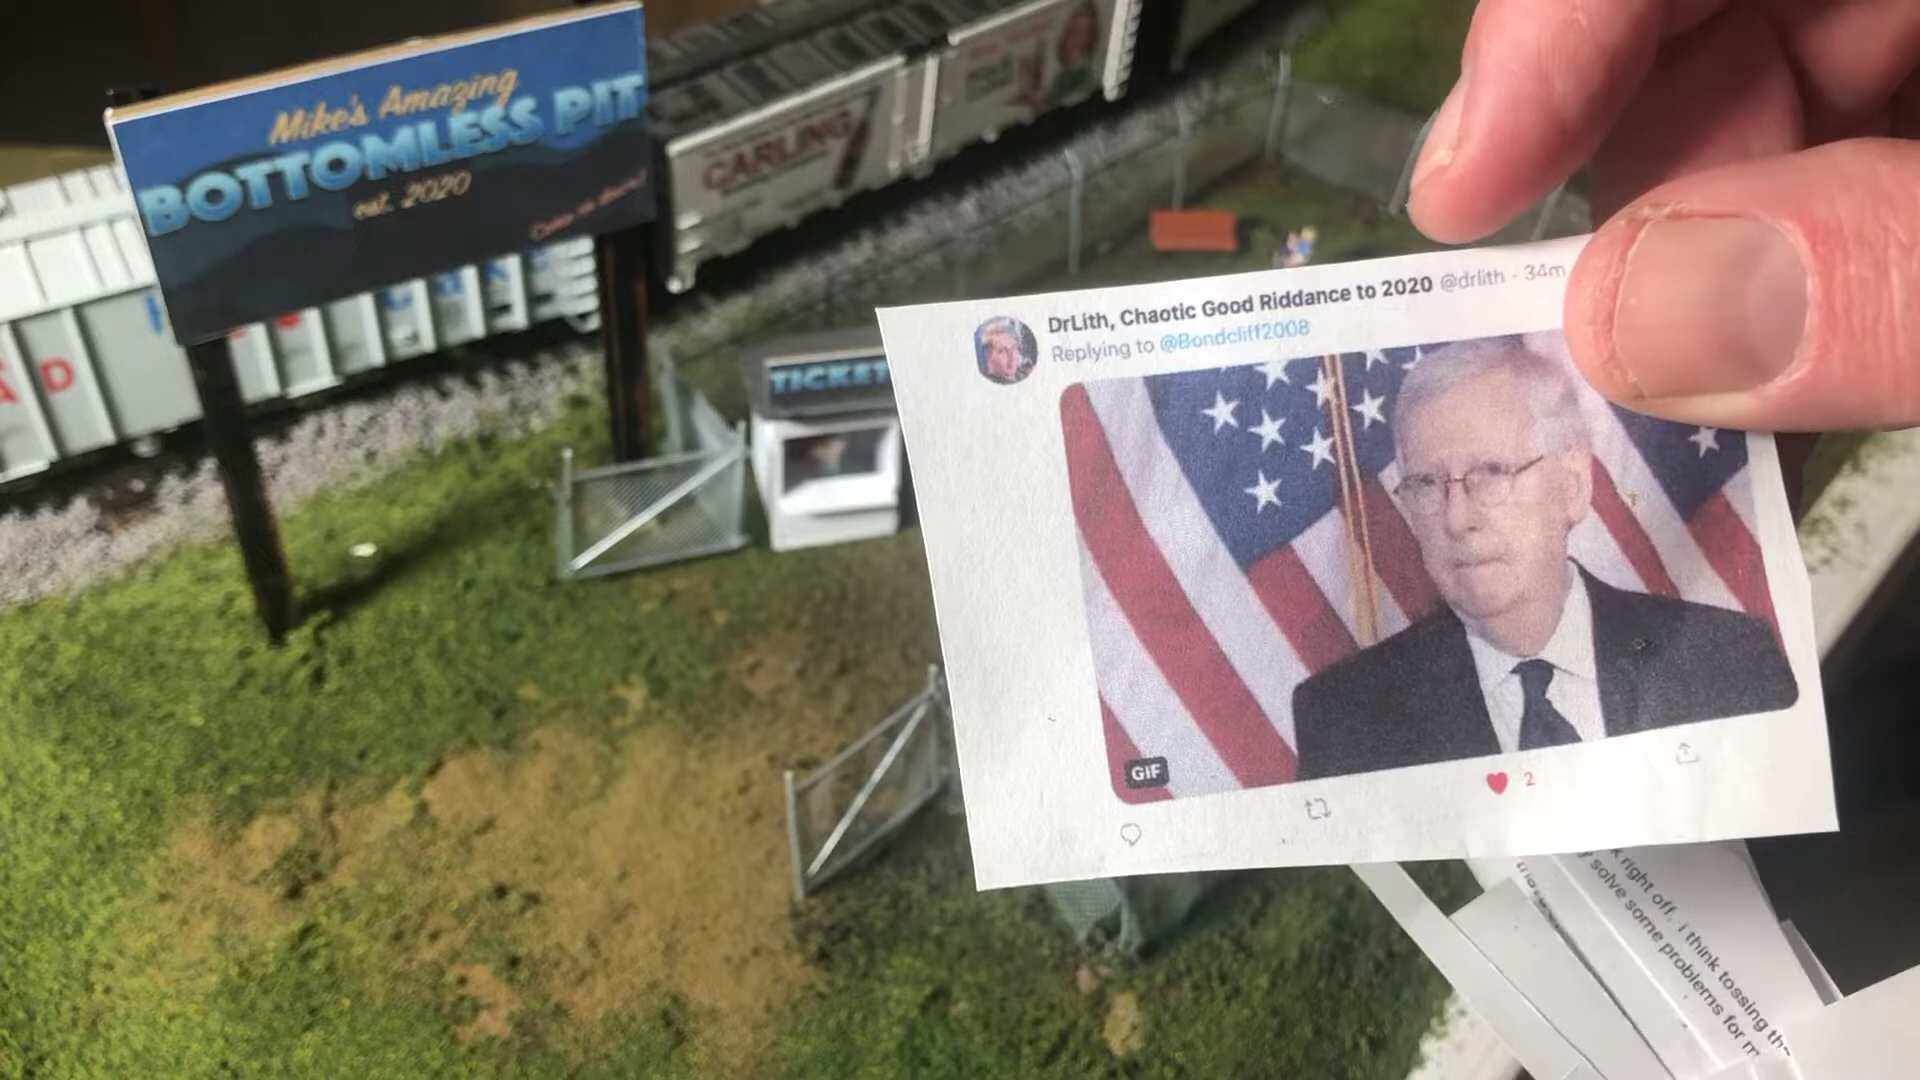 Mike's Amazing
BOTTOMLESS PIT
est. 2020
CARLING
AD
TICKET
DrLith, Chaotic Good Riddance to 2020 @drlith · 34m
Replying to @Bondcliff2008
GIF
2
right off. i think tossing
solve some problems for